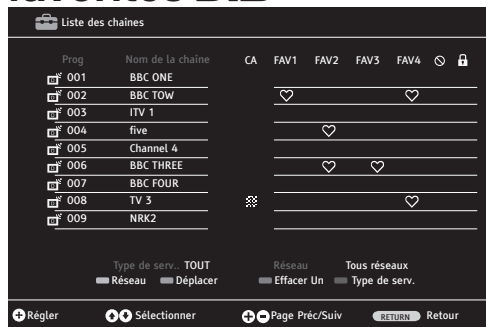 Liste des chaînes
Prog Nom de la chaîne CA FAV1 FAV2 FAV3 FAV4
001 BBC ONE
002 BBC TOW
003 ITV 1
004 five
005 Channel 4
006 BBC THREE
007 BBC FOUR
008 TV 3
009 NRK2
Type de serv.. TOUT Réseau Tous réseaux
Réseau Déplacer Effacer Un Type de serv.
Régler Sélectionner Page Préc/Suiv RETURN Retour